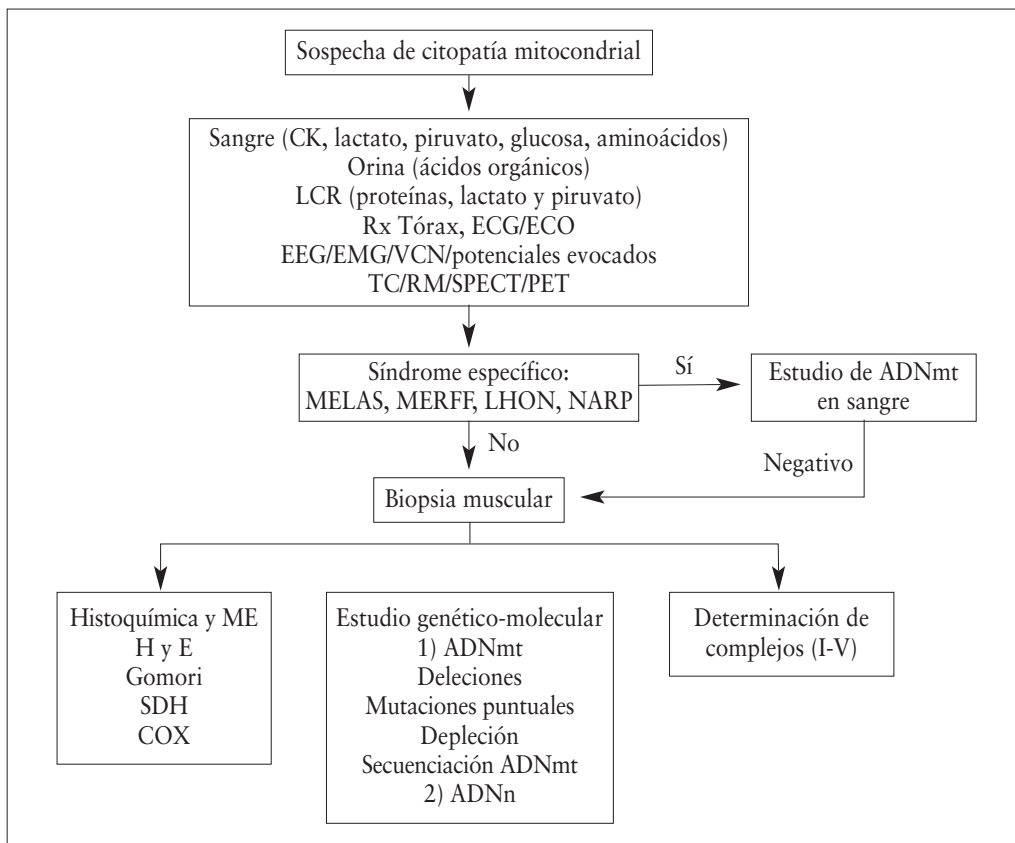 Sospecha de citopatía mitocondrial
Sangre (CK, lactato, piruvato, glucosa, aminoácidos)
Orina (ácidos orgánicos)
LCR (proteínas, lactato y piruvato)
Rx Tórax, ECG/ECO
EEG/EMG/VCN/potenciales evocados
TC/RM/SPECT/PET
Síndrome específico:
MELAS, MERFF, LHON, NARP
Sí
Estudio de ADNmt
en sangre
No
Negativo
Biopsia muscular
Histoquímica y ME
H y E
Gomori
SDH
COX
Estudio genético-molecular
1) ADNmt
Deleciones
Mutaciones puntuales
Depleción
Secuenciación ADNmt
2) ADNn
Determinación de
complejos (I-V)